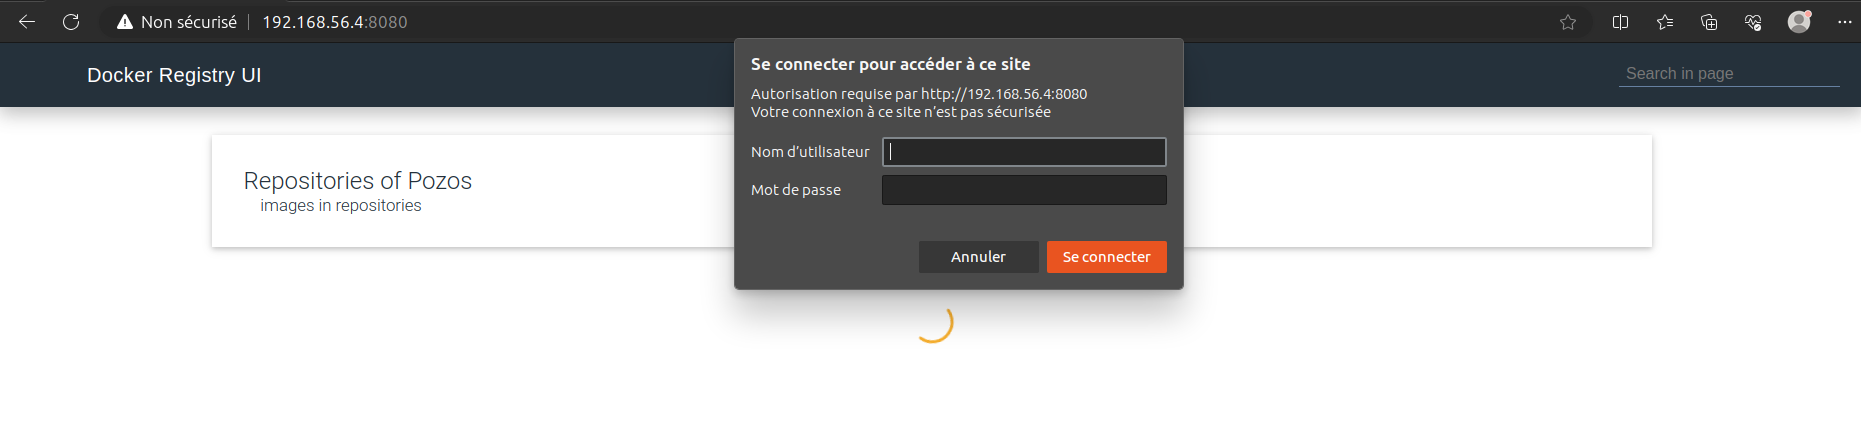 Non sécurisé
192.168.56.4:8080
Docker Registry UI
Search in page
Se connecter pour accéder à ce site
Autorisation requise par http://192.168.56.4:8080
Votre connexion à ce site n’est pas sécurisée
Nom d’utilisateur
Mot de passe
Annuler
Se connecter
Repositories of Pozos
images in repositories